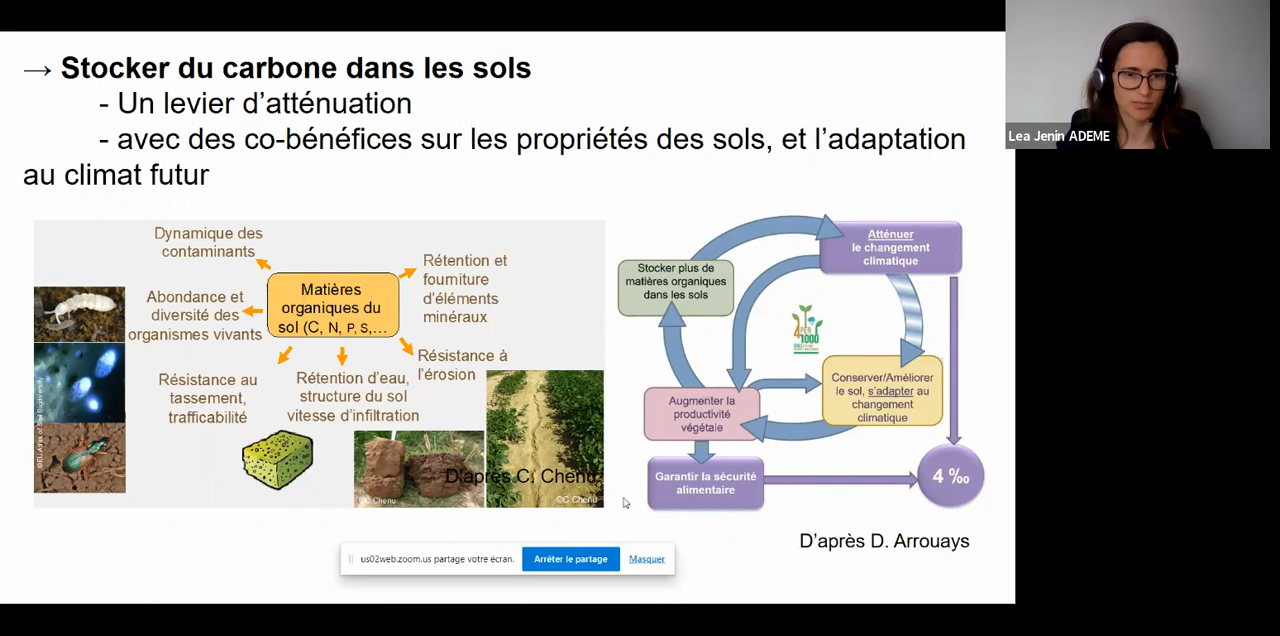 → Stocker du carbone dans les sols
- Un levier d’atténuation
- avec des co-bénéfices sur les propriétés des sols, et l’adaptation
au climat futur
Lea Jenin ADEME
Dynamique des
contaminants
Matières
organiques du
sol (C, N, P, S,…
Rétention et
fourniture
d’éléments
minéraux
Abondance et
diversité des
organismes vivants
Résistance à
l’érosion
Résistance au
tassement,
trafficabilité
Rétention d’eau,
structure du sol
vitesse d’infiltration
D’après C. Chenu
©C Chenu
©C Chenu
Atténuer
le changement
climatique
Stocker plus de
matières organiques
dans les sols
4 PER
1000
Conserver/Améliorer
le sol, s’adapter au
changement
climatique
Augmenter la
productivité
végétale
Garantir la sécurité
alimentaire
4 ‰
D’après D. Arrouays
us02web.zoom.us partage votre écran.
Arrêter le partage
Masquer